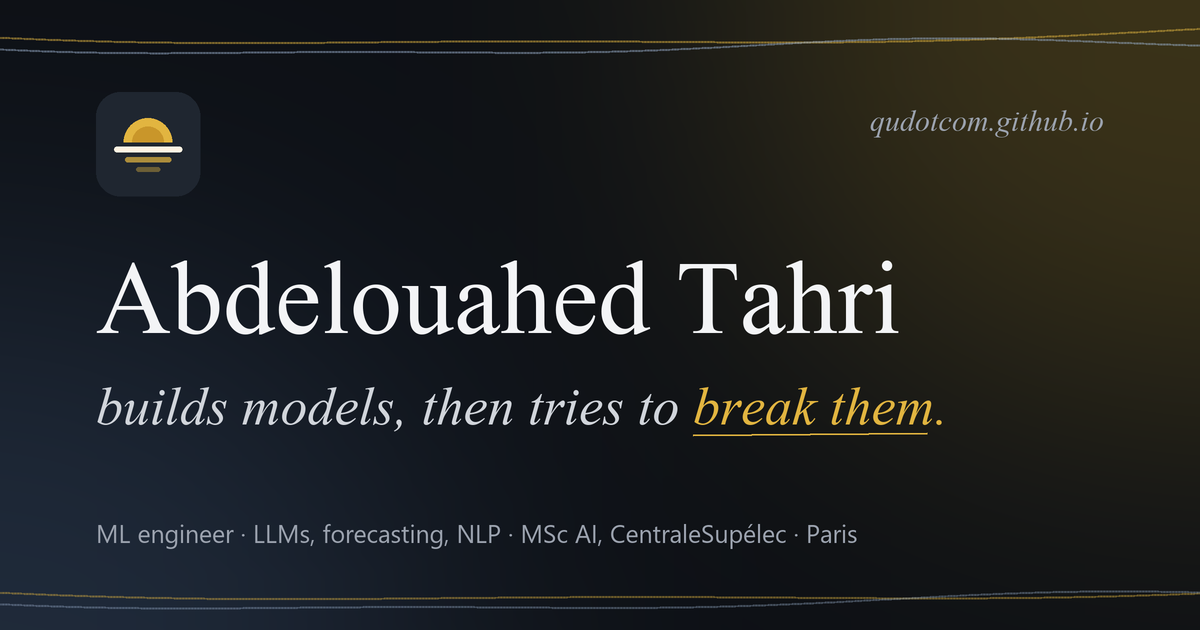 qudotcom.github.io
Abdelouahed Tahri
builds models, then tries to break them.
ML engineer · LLMs, forecasting, NLP · MSc AI, CentraleSupélec · Paris